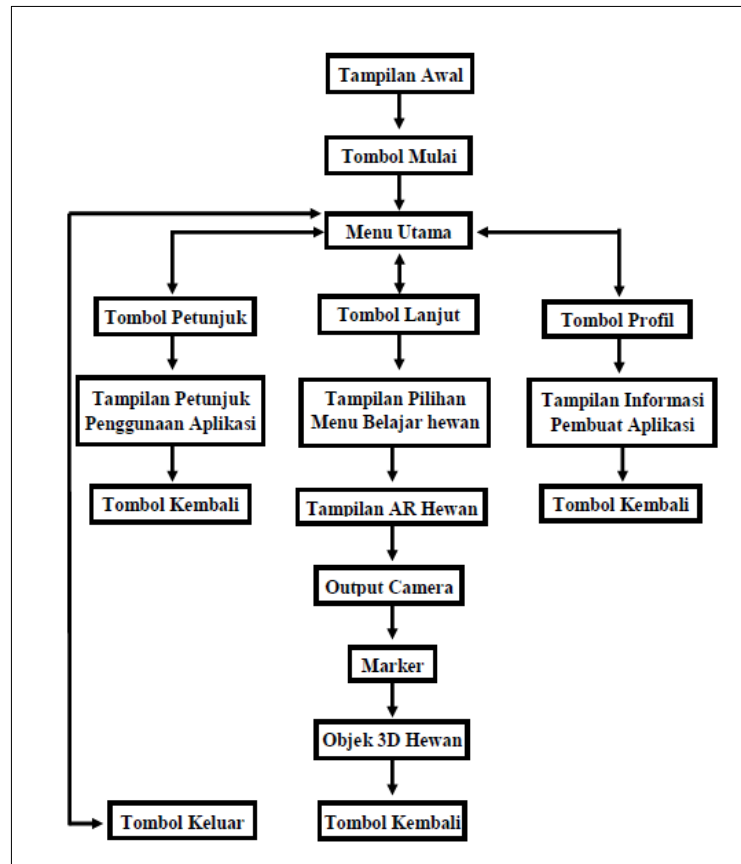 Tampilan Awal
Tombol Mulai
Menu Utama
Tombol Petunjuk
Tombol Lanjut
Tombol Profil
Tampilan Petunjuk
Penggunaan Aplikasi
Tampilan Pilihan
Menu Belajar hewan
Tampilan Informasi
Pembuat Aplikasi
Tombol Kembali
Tampilan AR Hewan
Tombol Kembali
Output Camera
Marker
Objek 3D Hewan
Tombol Keluar
Tombol Kembali